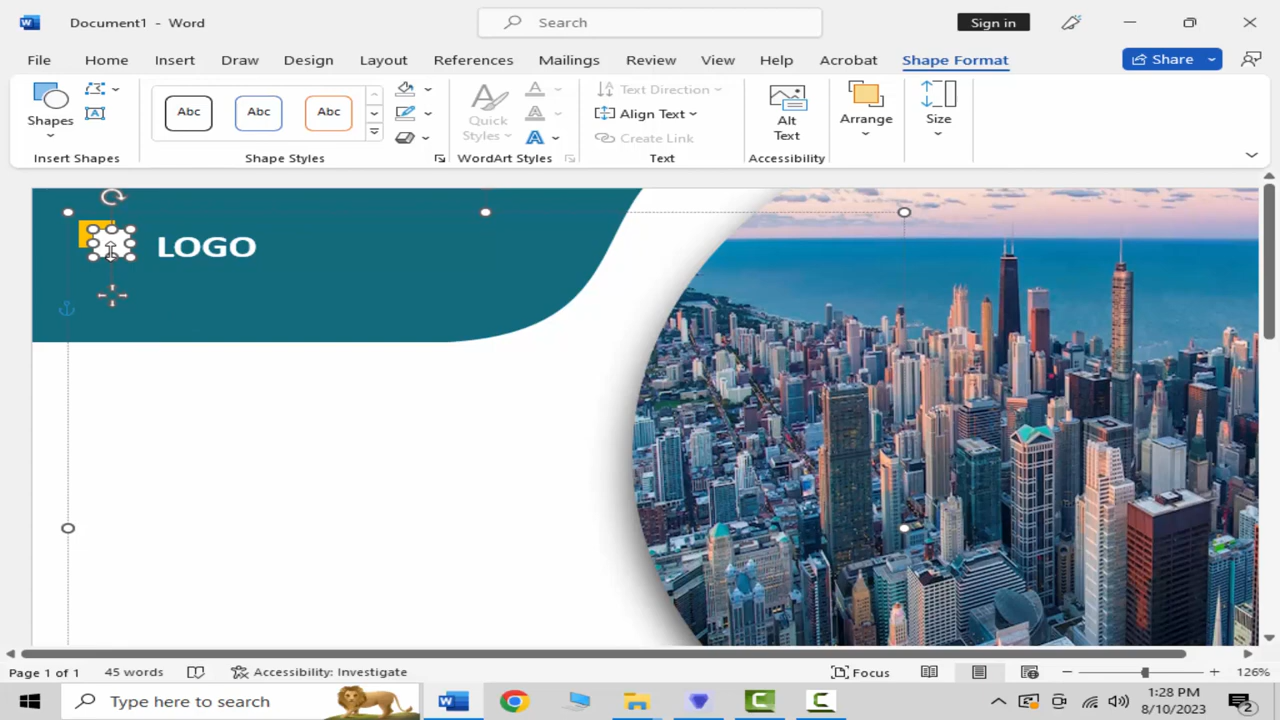 Document1 - Word
Search
Sign in
File Home Insert Draw Design Layout References Mailings Review View Help Acrobat Shape Format
Share
Shapes
Abc Abc Abc
Quick
Styles
Text Direction
Align Text
Create Link
Alt
Text
Arrange
Size
Insert Shapes Shape Styles WordArt Styles Text Accessibility
LOGO
Page 1 of 1 45 words Accessibility: Investigate Focus 126%
Type here to search
1:28 PM
8/10/2023
2